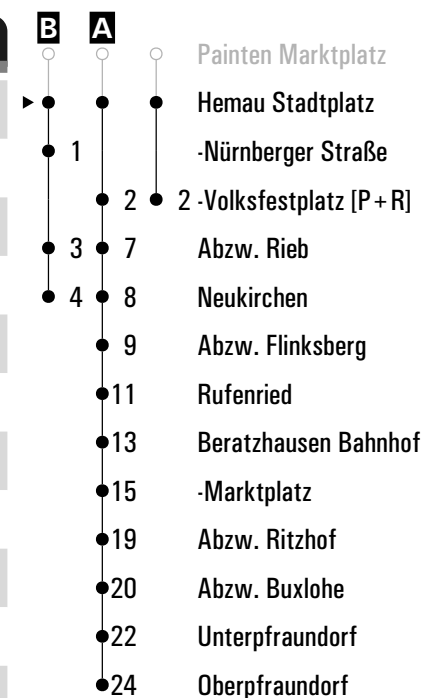 B A
Painten Marktplatz
Hemau Stadtplatz
1 -Nürnberger Straße
2 2 -Volksfestplatz [P+R]
3 7 Abzw. Rieb
4 8 Neukirchen
9 Abzw. Flinksberg
11 Rufenried
13 Beratzhausen Bahnhof
15 -Marktplatz
19 Abzw. Ritzhof
20 Abzw. Buxlohe
22 Unterpfraundorf
24 Oberpfraundorf